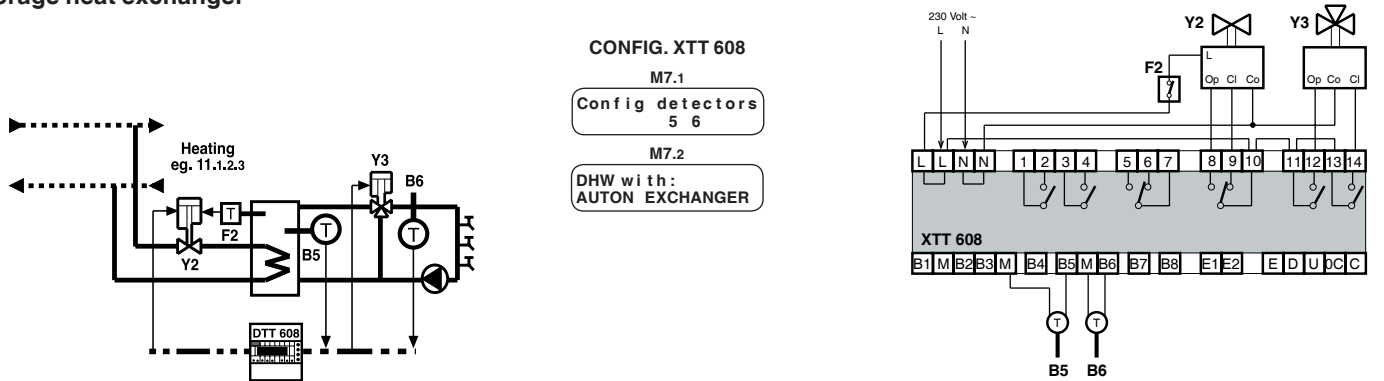 Heating
eg. 11.1.2.3
Y3
B6
T
F2
T
B5
T
Y2
DTT 608
CONFIG. XTT 608
M7.1
Config detectors
5 6
M7.2
DHW with:
AUTON EXCHANGER
230 Volt ~
L N
Y2
Y3
F2
L
Op Cl Co
Op Co Cl
L L N N 1 2 3 4 5 6 7 8 9 10 11 12 13 14
XTT 608
B1 M B2 B3 M B4 B5 M B6 B7 B8 E1 E2 E D U 0C C
T T
B5 B6